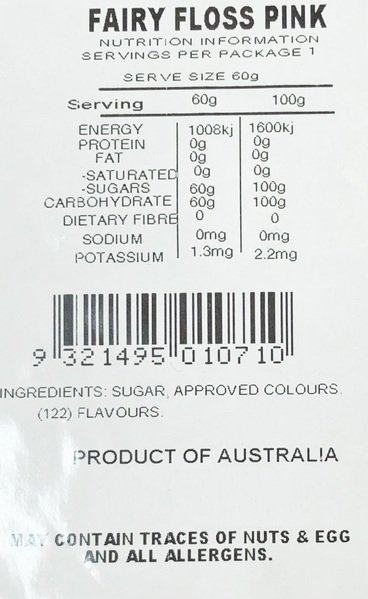 FAIRY FLOSS PINK
NUTRITION INFORMATION
SERVINGS PER PACKAGE 1
SERVE SIZE 60g
Serving 60g 100g
ENERGY 1008kj 1600kj
PROTEIN 0g 0g
FAT 0g 0g
-SATURATED 0g 0g
-SUGARS 60g 100g
CARBOHYDRATE 60g 100g
DIETARY FIBRE 0 0
SODIUM 0mg 0mg
POTASSIUM 1.3mg 2.2mg
9 321495 010710
INGREDIENTS: SUGAR, APPROVED COLOURS.
(122) FLAVOURS.
PRODUCT OF AUSTRAL!A
MAY CONTAIN TRACES OF NUTS & EGG
AND ALL ALLERGENS.